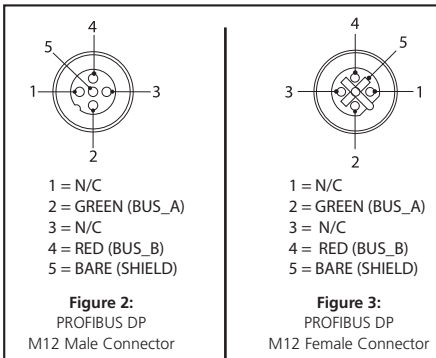 4
5
1
3
2
1 = N/C
2 = GREEN (BUS_A)
3 = N/C
4 = RED (BUS_B)
5 = BARE (SHIELD)
Figure 2:
PROFIBUS DP
M12 Male Connector
4
5
3
1
2
1 = N/C
2 = GREEN (BUS_A)
3 = N/C
4 = RED (BUS_B)
5 = BARE (SHIELD)
Figure 3:
PROFIBUS DP
M12 Female Connector